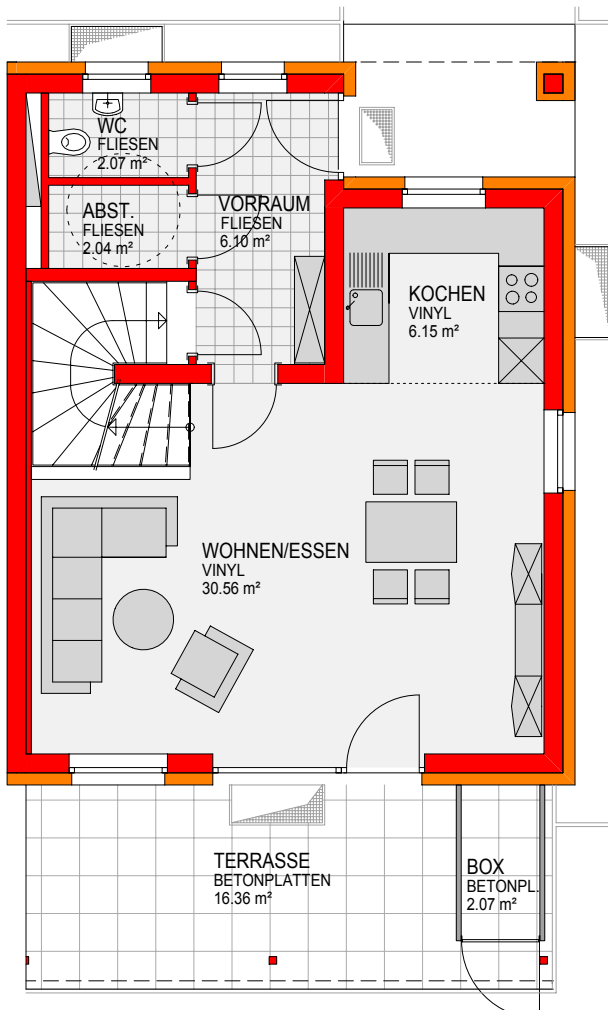 WC
FLIESEN
2.07 m²
ABST.
FLIESEN
2.04 m²
VORRAUM
FLIESEN
6.10 m²
KOCHEN
VINYL
6.15 m²
WOHNEN/ESSEN
VINYL
30.56 m²
TERRASSE
BETONPLATTEN
16.36 m²
BOX
BETONPL.
2.07 m²